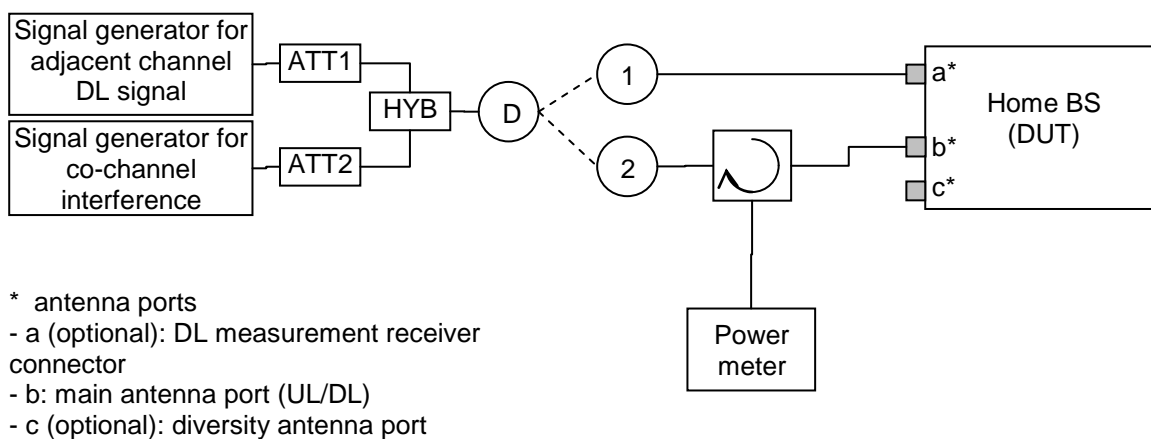 Signal generator for
adjacent channel
DL signal
ATT1
HYB
D
1
2
Signal generator for
co-channel
interference
ATT2
a*
b*
c*
Home BS
(DUT)
Power
meter
* antenna ports
- a (optional): DL measurement receiver
connector
- b: main antenna port (UL/DL)
- c (optional): diversity antenna port